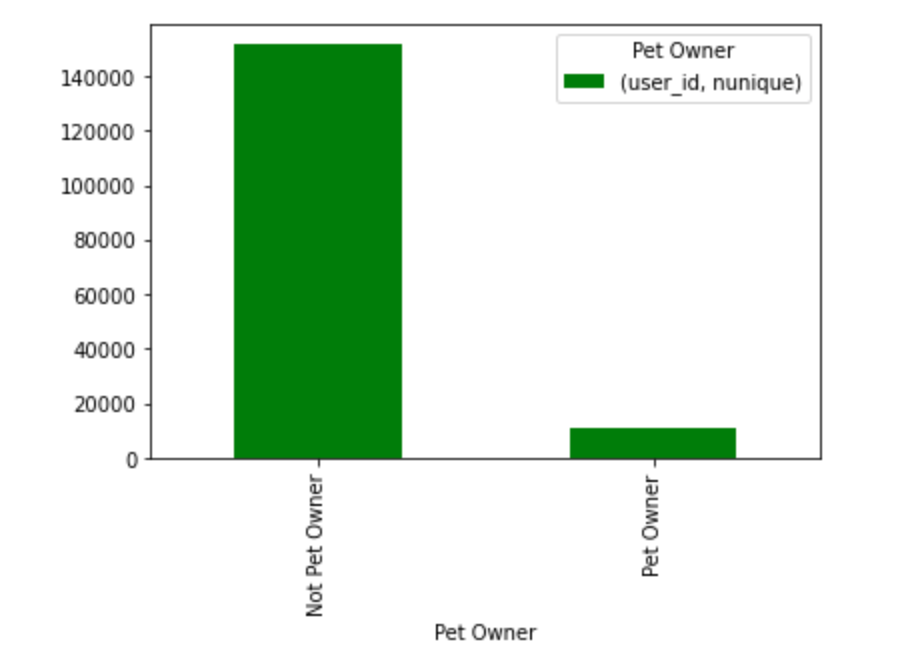 Pet Owner
(user_id, nunique)
140000
120000
100000
80000
60000
40000
20000
0
Not Pet Owner
Pet Owner
Pet Owner